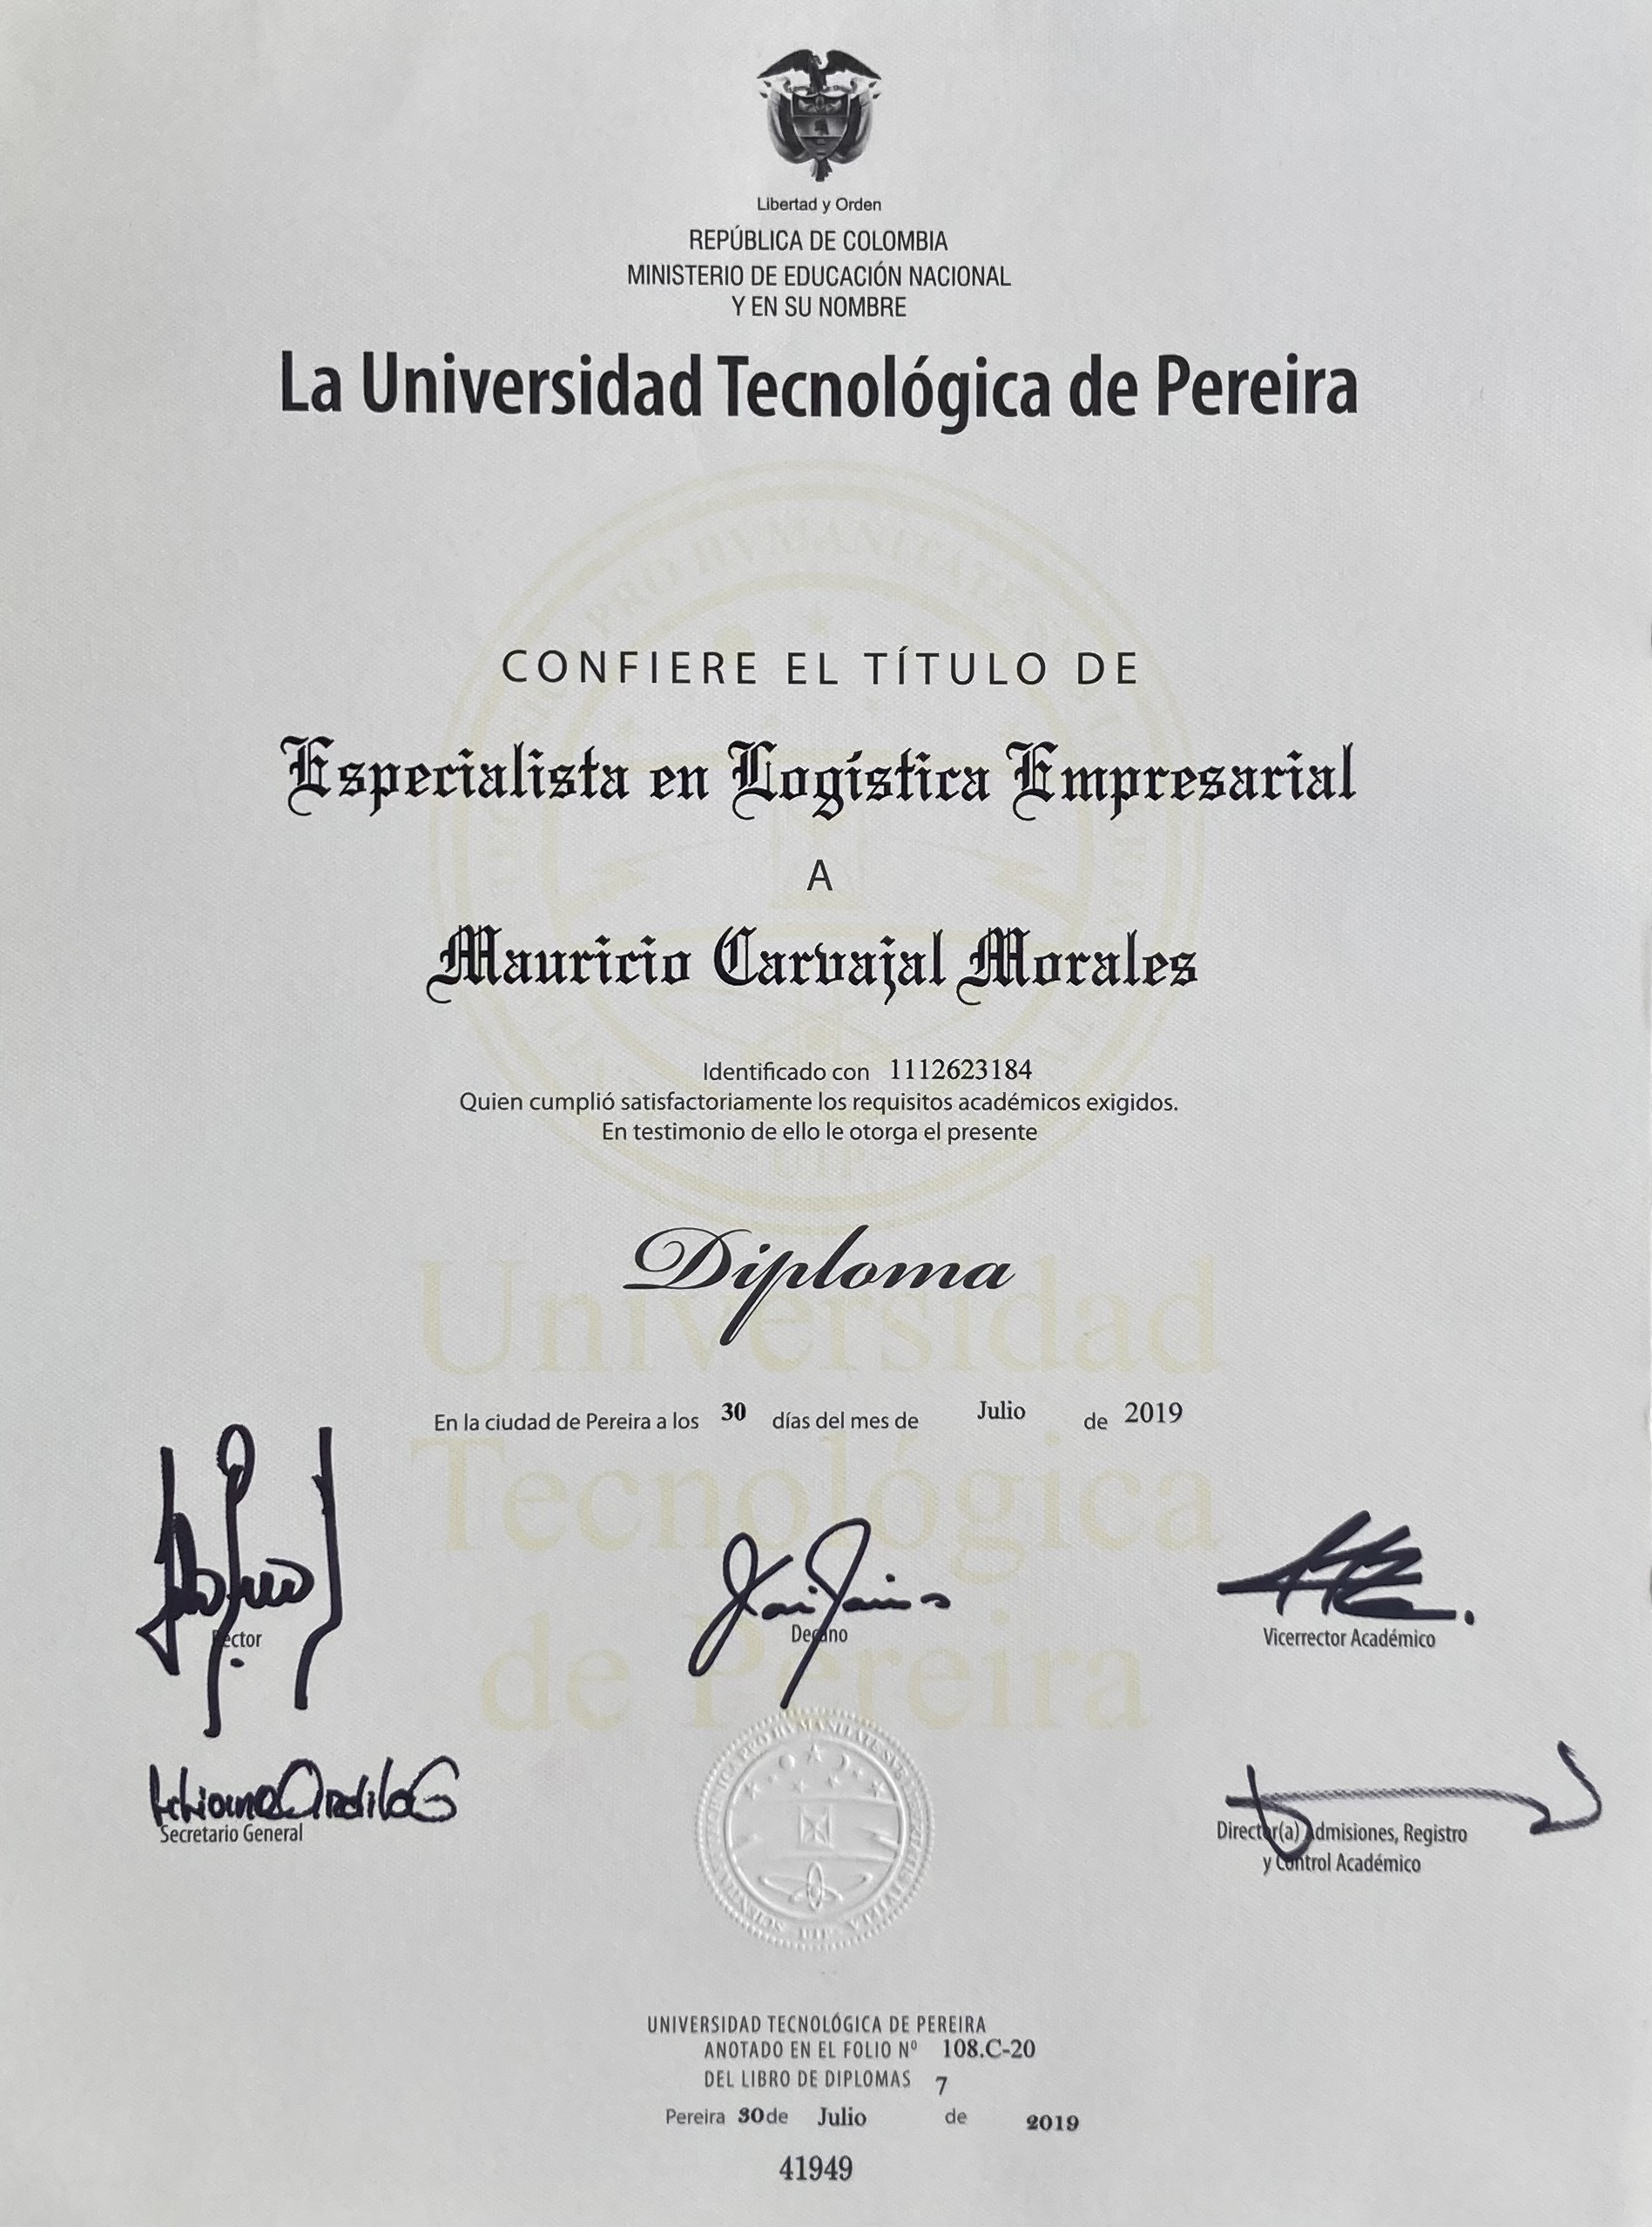 Libertad y Orden
REPÚBLICA DE COLOMBIA
MINISTERIO DE EDUCACIÓN NACIONAL
Y EN SU NOMBRE
La Universidad Tecnológica de Pereira
CONFIERE EL TÍTULO DE
Especialista en Logística Empresarial
A
Mauricio Carvajal Morales
Identificado con 1112623184
Quien cumplió satisfactoriamente los requisitos académicos exigidos.
En testimonio de ello le otorga el presente
UTP
Diploma
Universidad
En la ciudad de Pereira a los 30 días del mes de Julio de 2019
Tecnológica
Rector
Decano
Vicerrector Académico
de Pereira
Secretario General
Director(a) Admisiones, Registro
y Control Académico
UNIVERSIDAD TECNOLÓGICA DE PEREIRA
ANOTADO EN EL FOLIO Nº 108.C-20
DEL LIBRO DE DIPLOMAS 7
Pereira 30 de Julio de 2019
41949